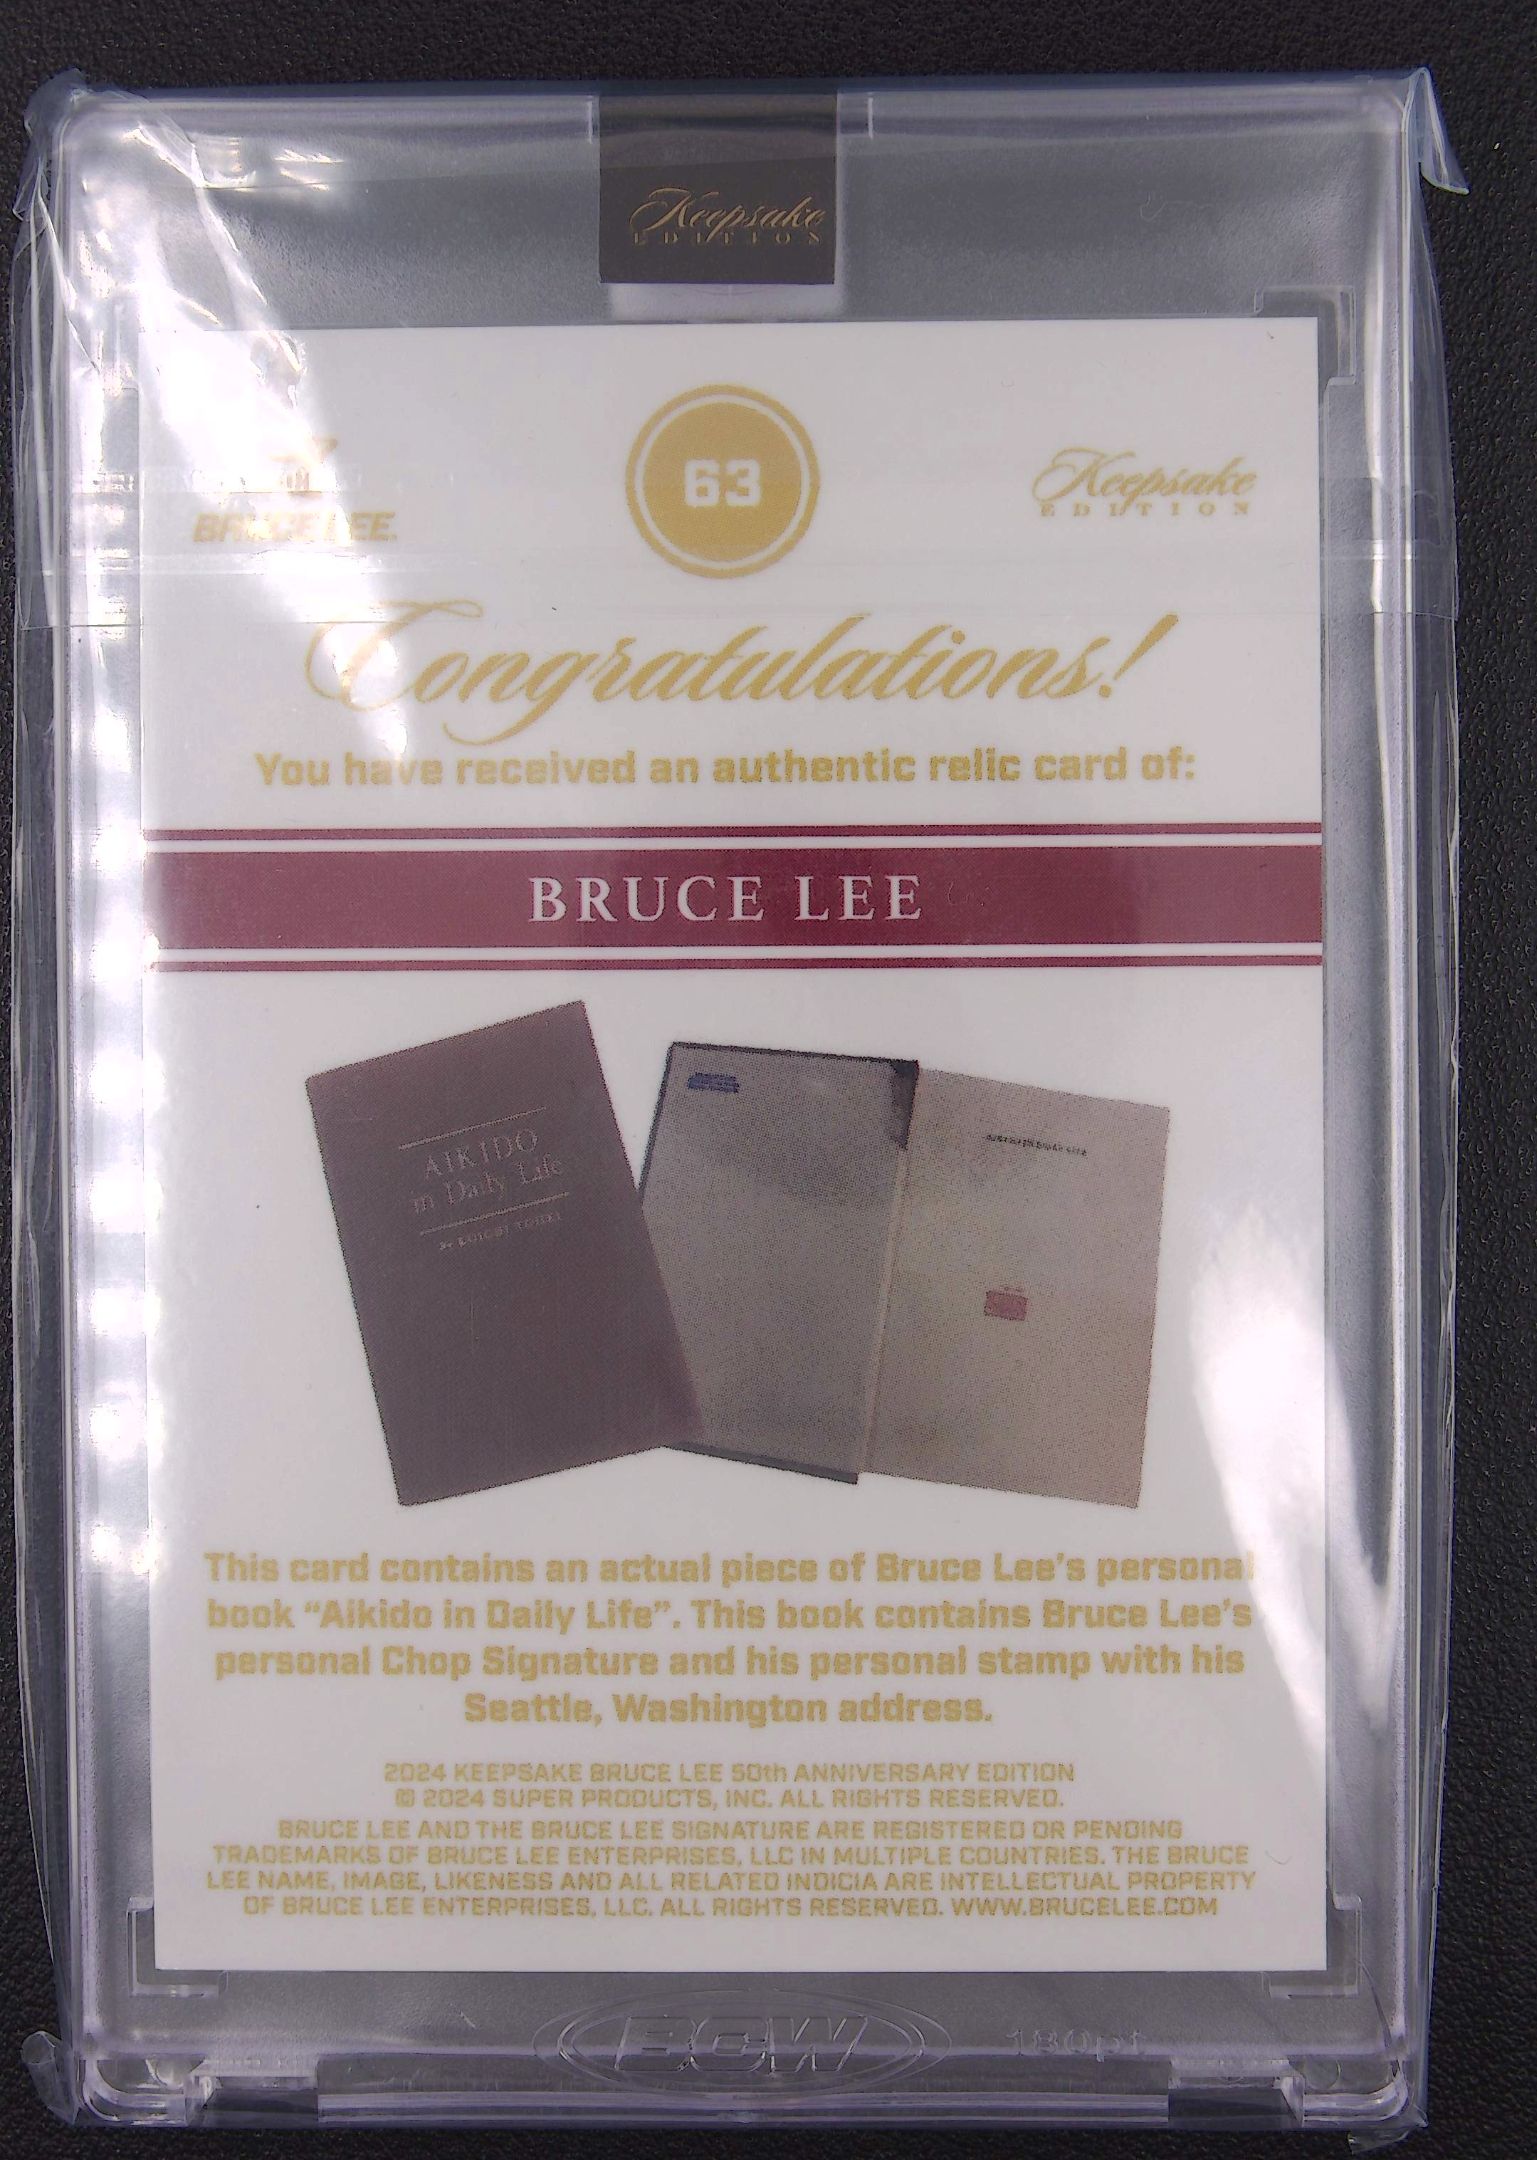 Keepsake
EDITION
63
BRUCE LEE.
Keepsake
EDITION
Congratulations!
You have received an authentic relic card of:
BRUCE LEE
AIKIDO
in Daily Life
By KOICHI TOHEI
This card contains an actual piece of Bruce Lee's personal
book “Aikido in Daily Life”. This book contains Bruce Lee's
personal Chop Signature and his personal stamp with his
Seattle, Washington address.
2024 KEEPSAKE BRUCE LEE 50th ANNIVERSARY EDITION
© 2024 SUPER PRODUCTS, INC. ALL RIGHTS RESERVED.
BRUCE LEE AND THE BRUCE LEE SIGNATURE ARE REGISTERED OR PENDING
TRADEMARKS OF BRUCE LEE ENTERPRISES, LLC IN MULTIPLE COUNTRIES. THE BRUCE
LEE NAME, IMAGE, LIKENESS AND ALL RELATED INDICIA ARE INTELLECTUAL PROPERTY
OF BRUCE LEE ENTERPRISES, LLC. ALL RIGHTS RESERVED. WWW.BRUCELEE.COM
BCW
180pt